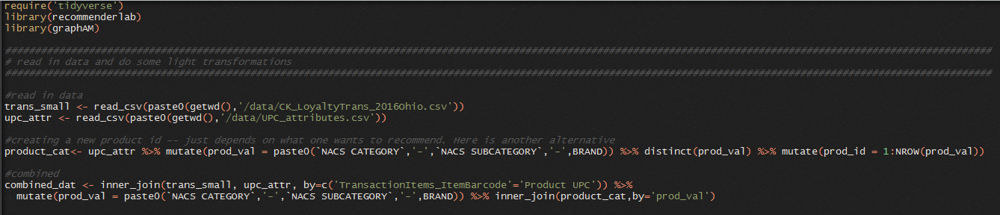 require('tidyverse')
library(recommenderlab)
library(graphAM)
####################################################################################################################################################################
# read in data and do some light transformations
####################################################################################################################################################################
#read in data
trans_small <- read_csv(paste0(getwd(),'/data/CK_LoyaltyTrans_2016Ohio.csv'))
upc_attr <- read_csv(paste0(getwd(),'/data/UPC_attributes.csv'))
#creating a new product id -- just depends on what one wants to recommend. Here is another alternative
product_cat<- upc_attr %>% mutate(prod_val = paste0(`NACS CATEGORY`,'-',`NACS SUBCATEGORY`,'-',BRAND)) %>% distinct(prod_val) %>% mutate(prod_id = 1:NROW(prod_val))
#combined
combined_dat <- inner_join(trans_small, upc_attr, by=c('TransactionItems_ItemBarcode'='Product UPC')) %>%
mutate(prod_val = paste0(`NACS CATEGORY`,'-',`NACS SUBCATEGORY`,'-',BRAND)) %>% inner_join(product_cat,by='prod_val')